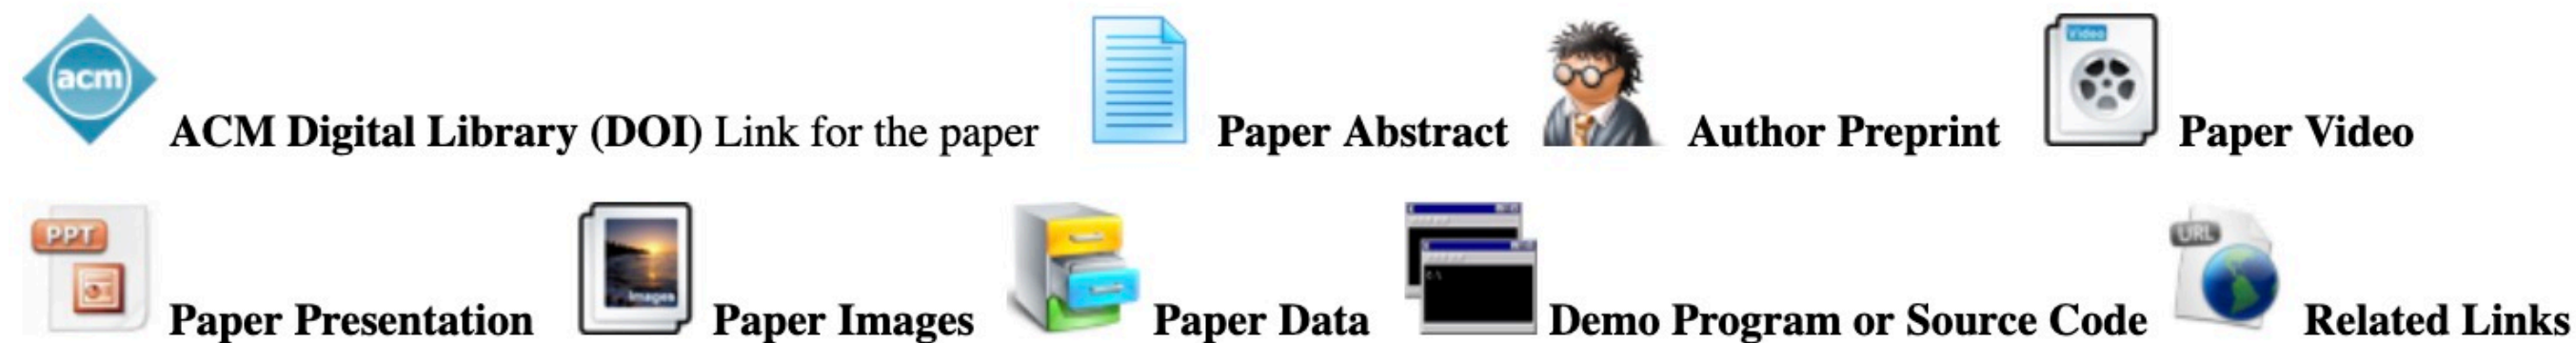 acm ACM Digital Library (DOI) Link for the paper Paper Abstract Author Preprint Video Paper Video
PPT Paper Presentation Images Paper Images Paper Data C:\ Demo Program or Source Code URL Related Links